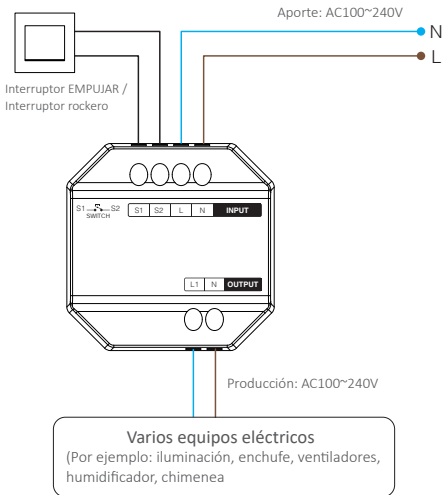 Aporte: AC100~240V
N
L
Interruptor EMPUJAR /
Interruptor rockero
S1 S2
SWITCH
S1 S2 L N INPUT
L1 N OUTPUT
Producción: AC100~240V
Varios equipos eléctricos
(Por ejemplo: iluminación, enchufe, ventiladores,
humidificador, chimenea